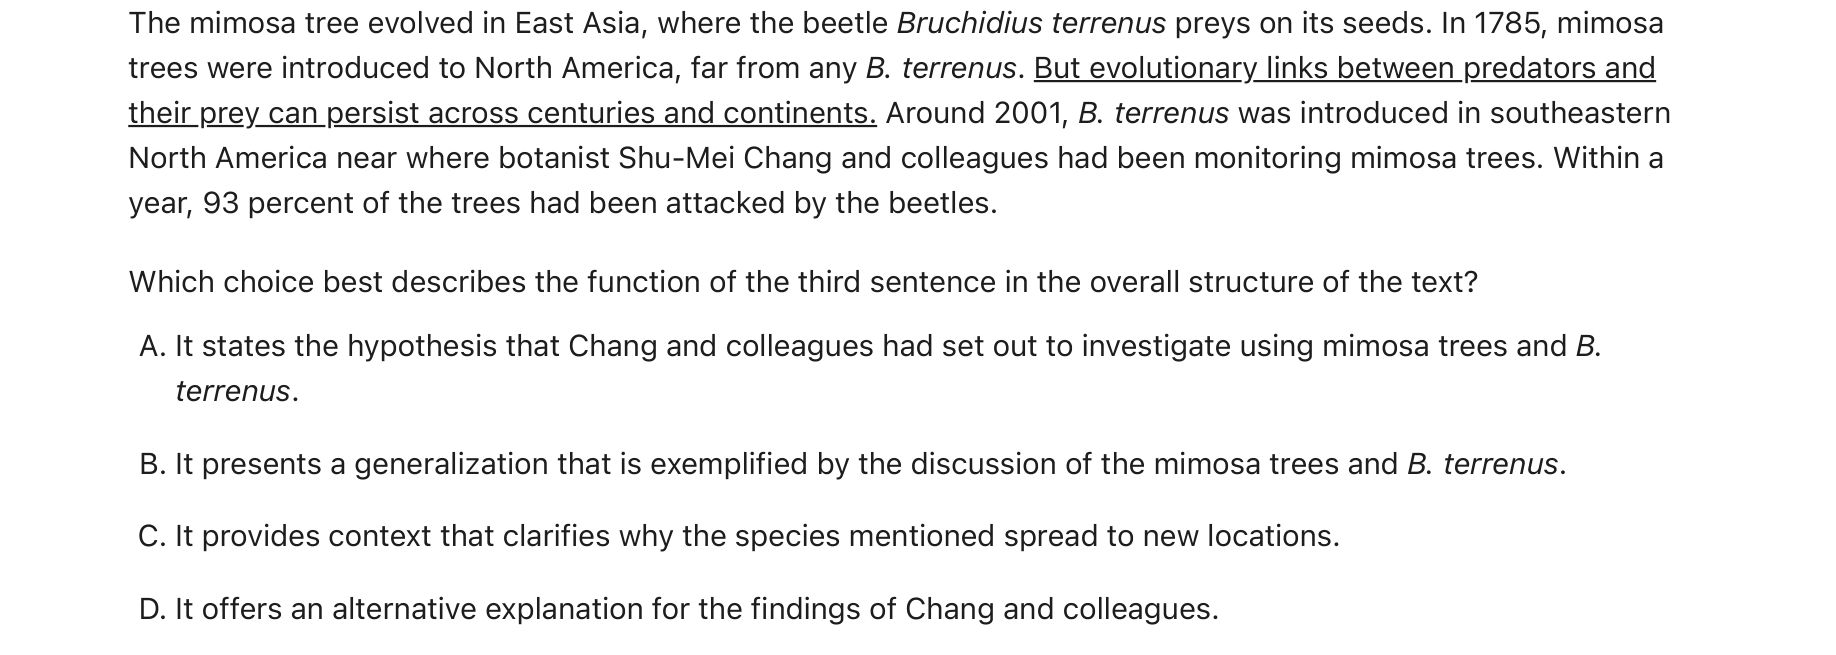 The mimosa tree evolved in East Asia, where the beetle Bruchidius terrenus preys on its seeds. In 1785, mimosa
trees were introduced to North America, far from any B. terrenus. But evolutionary links between predators and
their prey can persist across centuries and continents. Around 2001, B. terrenus was introduced in southeastern
North America near where botanist Shu-Mei Chang and colleagues had been monitoring mimosa trees. Within a
year, 93 percent of the trees had been attacked by the beetles.
Which choice best describes the function of the third sentence in the overall structure of the text?
A. It states the hypothesis that Chang and colleagues had set out to investigate using mimosa trees and B.
terrenus.
B. It presents a generalization that is exemplified by the discussion of the mimosa trees and B. terrenus.
C. It provides context that clarifies why the species mentioned spread to new locations.
D. It offers an alternative explanation for the findings of Chang and colleagues.